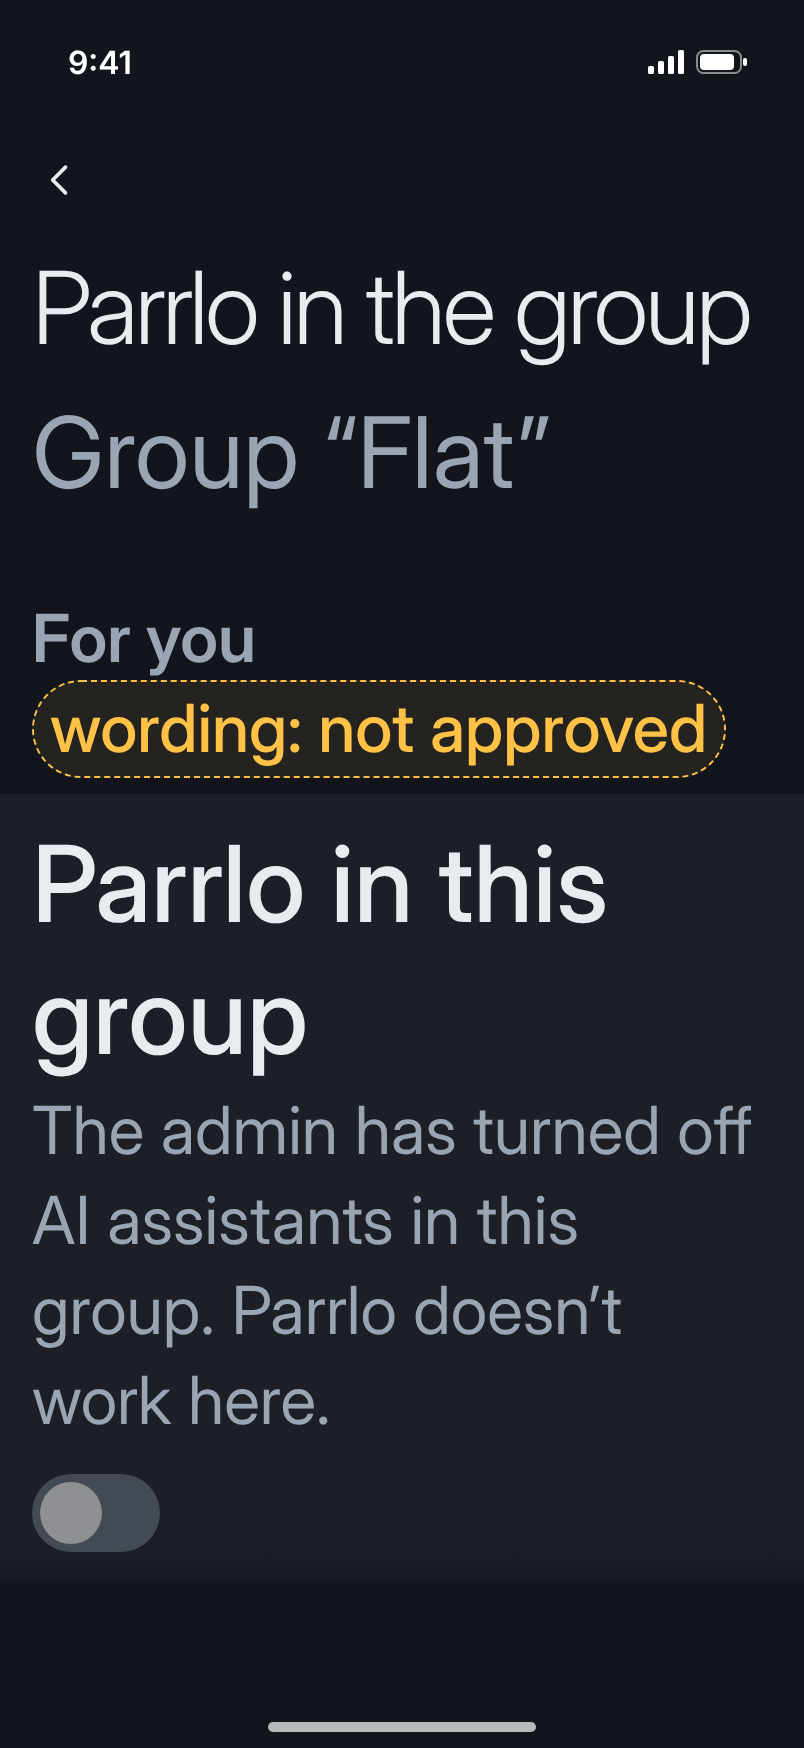 9:41
Parrlo in the group
Group “Flat”
For you
wording: not approved
Parrlo in this
group
The admin has turned off
AI assistants in this
group. Parrlo doesn’t
work here.